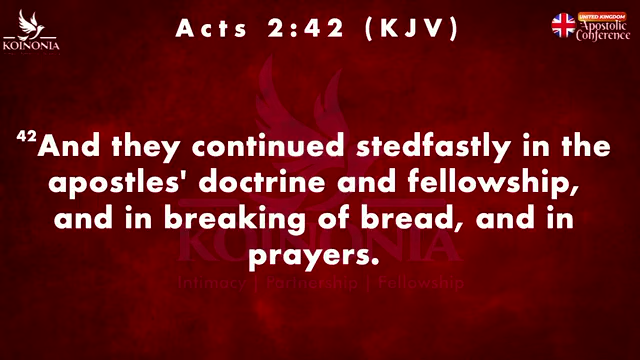 Acts 2:42 (KJV)
KOINONIA
UNITED KINGDOM
Apostolic
Conference
42And they continued stedfastly in the
apostles' doctrine and fellowship,
and in breaking of bread, and in
prayers.
KOINONIA
Intimacy | Partnership | Fellowship